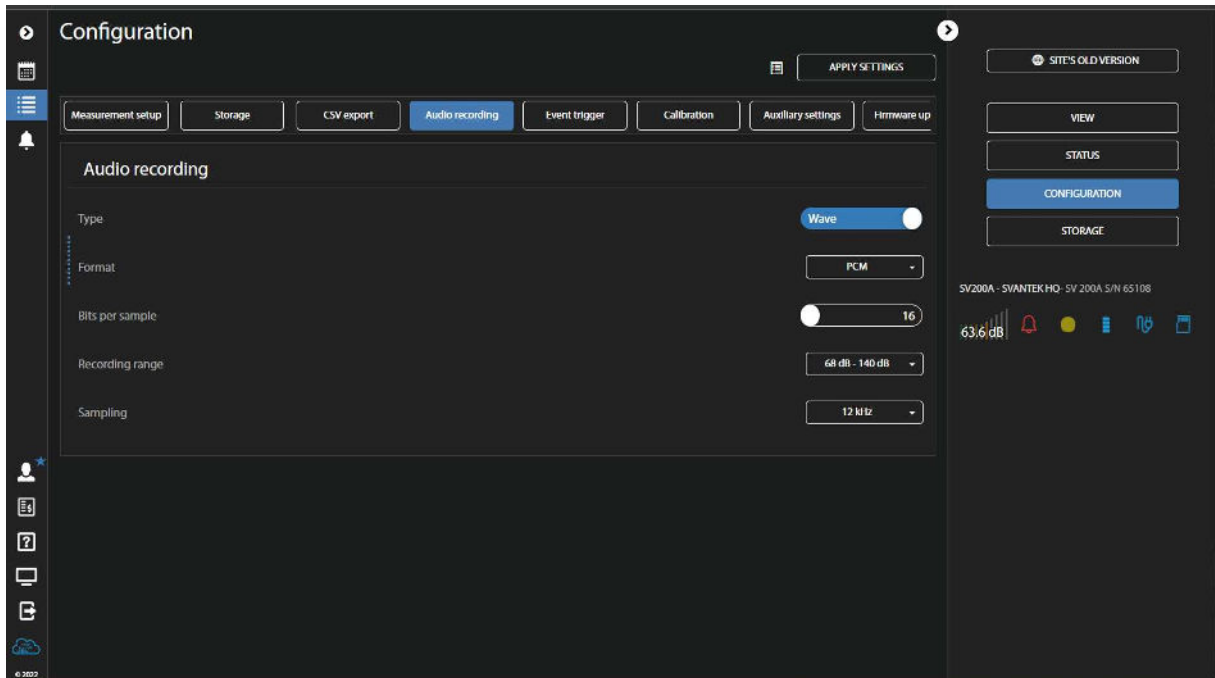 Configuration
APPLY SETTINGS
Measurement setup
Storage
CSV export
Audio recording
Event trigger
Calibration
Auxiliary settings
Firmware up
Audio recording
Type
Wave
Format
PCM
Bits per sample
16
Recording range
68 dB - 140 dB
Sampling
12 kHz
SITE'S OLD VERSION
VIEW
STATUS
CONFIGURATION
STORAGE
SV200A - SVANTEK HQ- SV 200A S/N 65108
63.6 dB
© 2022